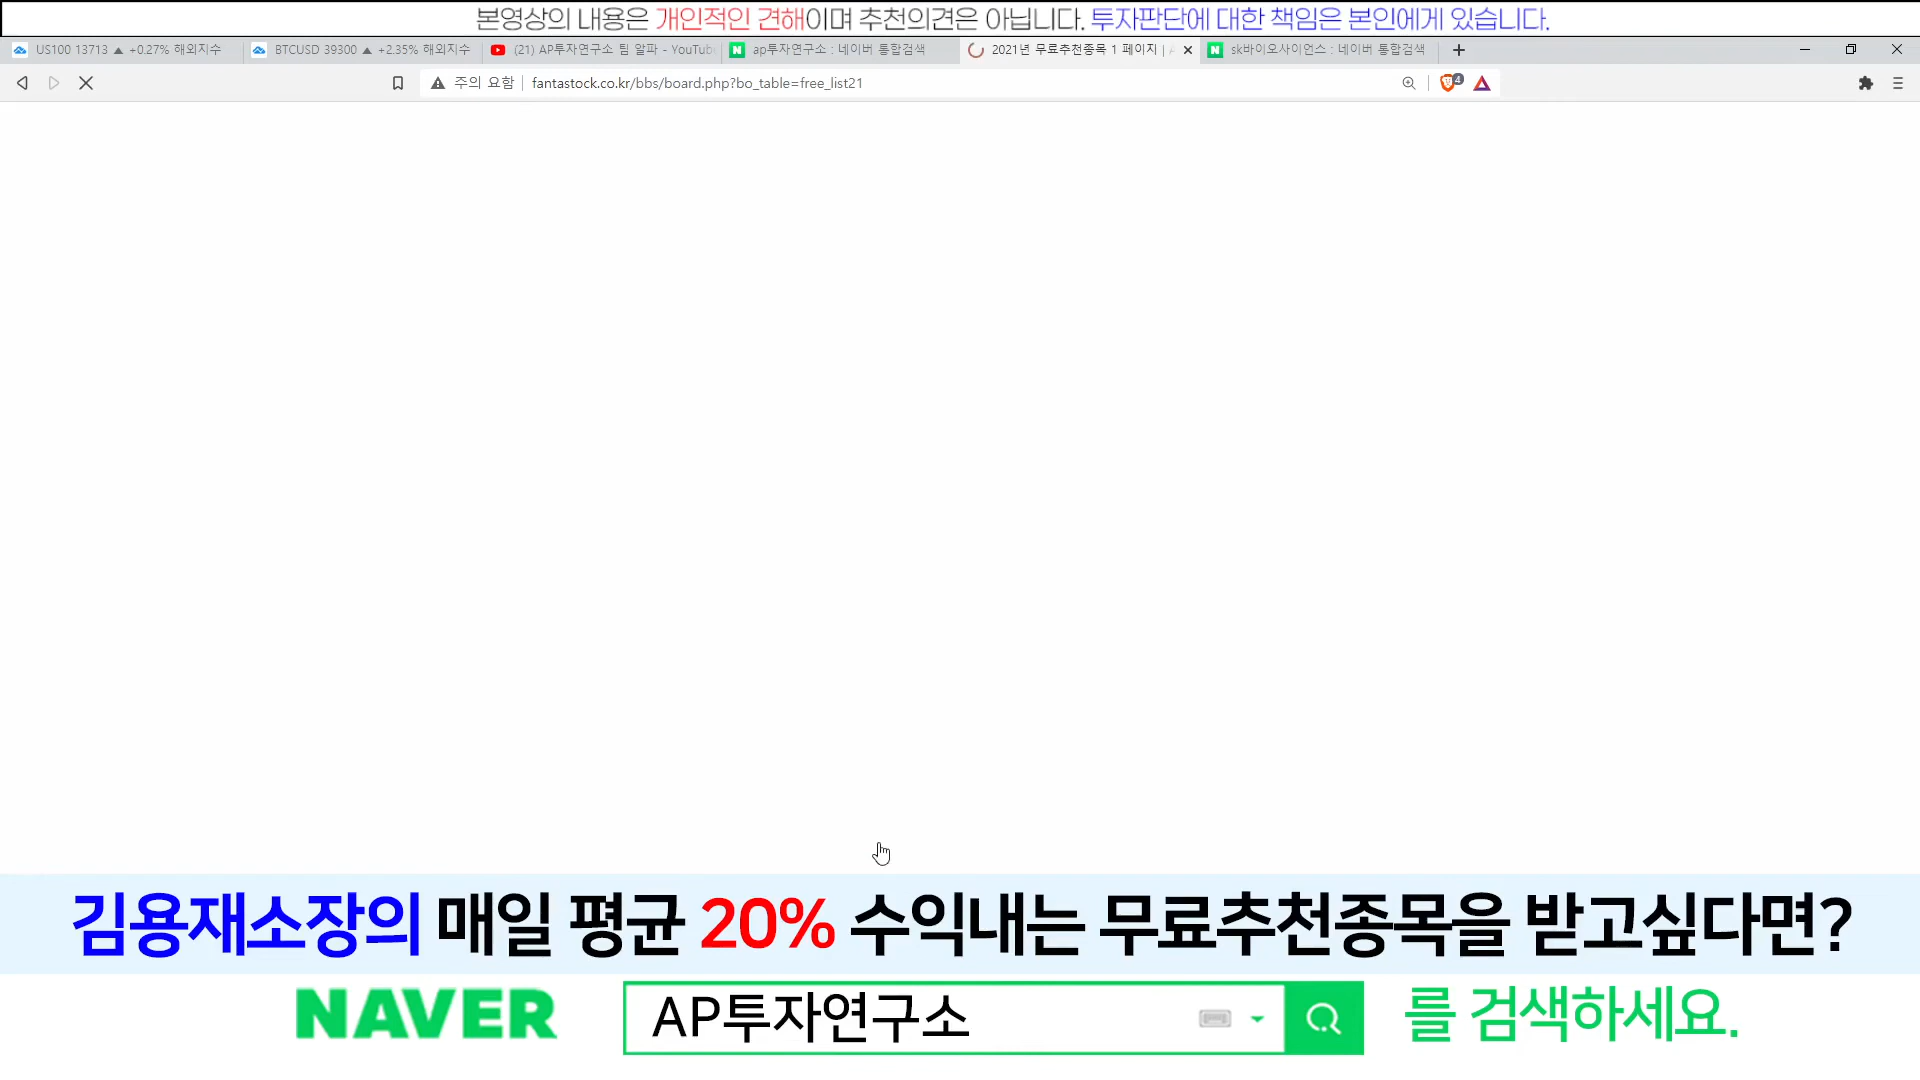 본영상의 내용은 개인적인 견해이며 추천의견은 아닙니다. 투자판단에 대한 책임은 본인에게 있습니다.
US100 13713 ▲ +0.27% 해외지수
BTCUSD 39300 ▲ +2.35% 해외지수
(21) AP투자연구소 팀 알파 - YouTub
ap투자연구소 : 네이버 통합검색
2021년 무료추천종목 1 페이지 |
sk바이오사이언스 : 네이버 통합검색
주의 요함 | fantastock.co.kr/bbs/board.php?bo_table=free_list21
4
김용재소장의 매일 평균 20% 수익내는 무료추천종목을 받고싶다면?
NAVER AP투자연구소 를 검색하세요.